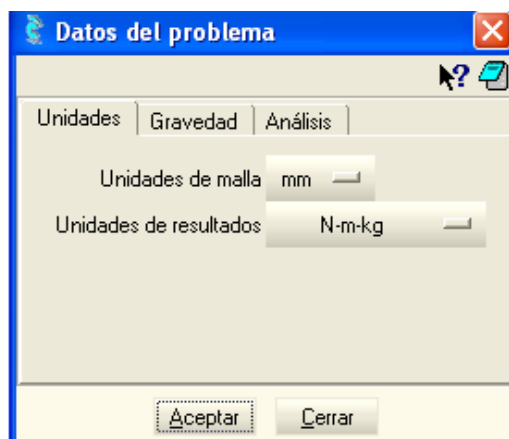 Datos del problema
?
Unidades Gravedad Análisis
Unidades de malla mm
Unidades de resultados N-m-kg
Aceptar Cerrar